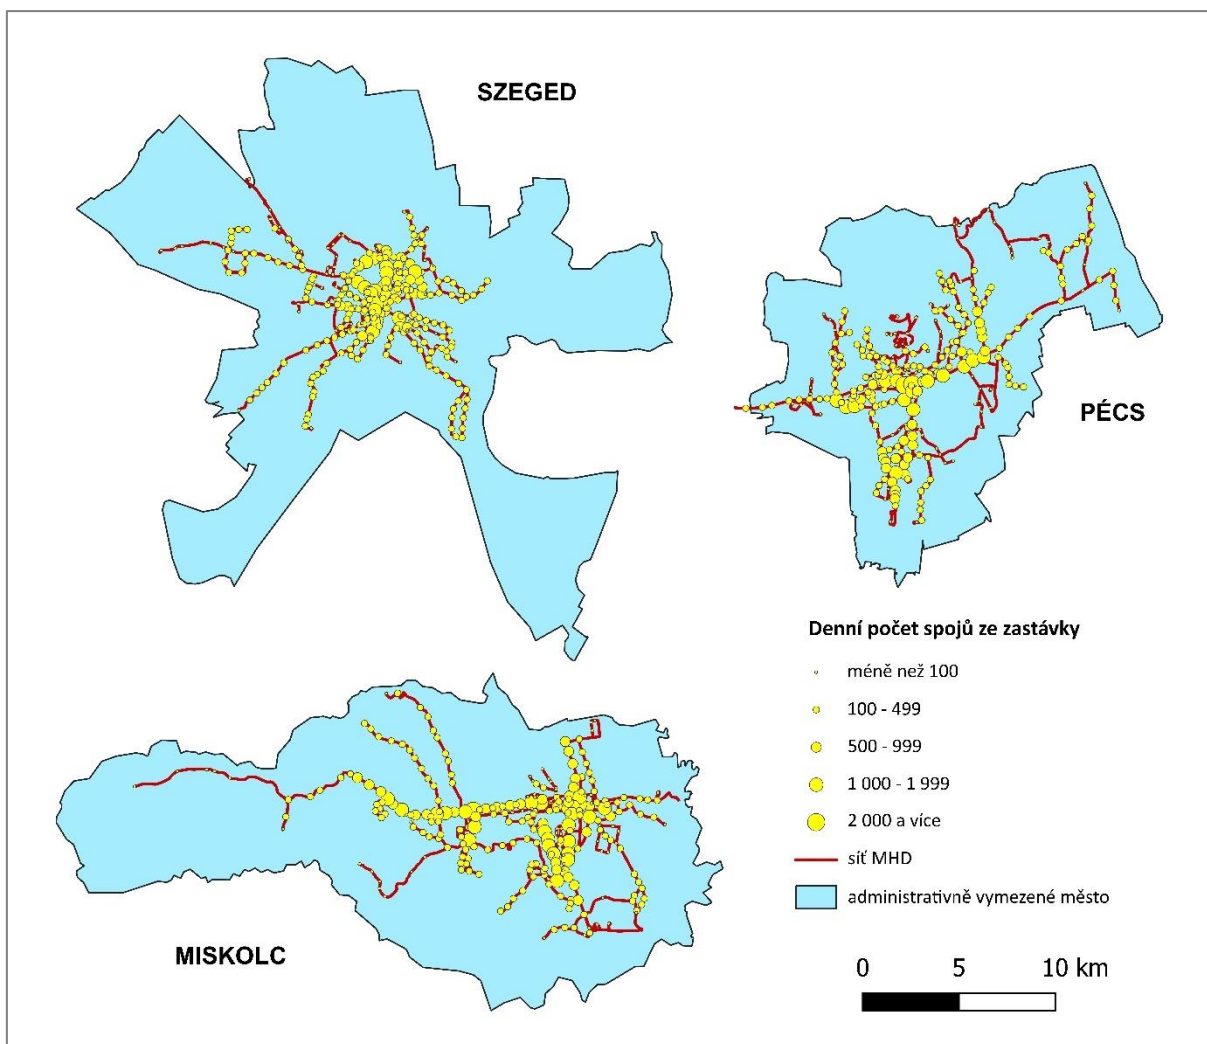 SZEGED
PÉCS
Denní počet spojů ze zastávky
méně než 100
100 - 499
500 - 999
1 000 - 1 999
2 000 a více
síť MHD
administrativně vymezené město
MISKOLC
0 5 10 km